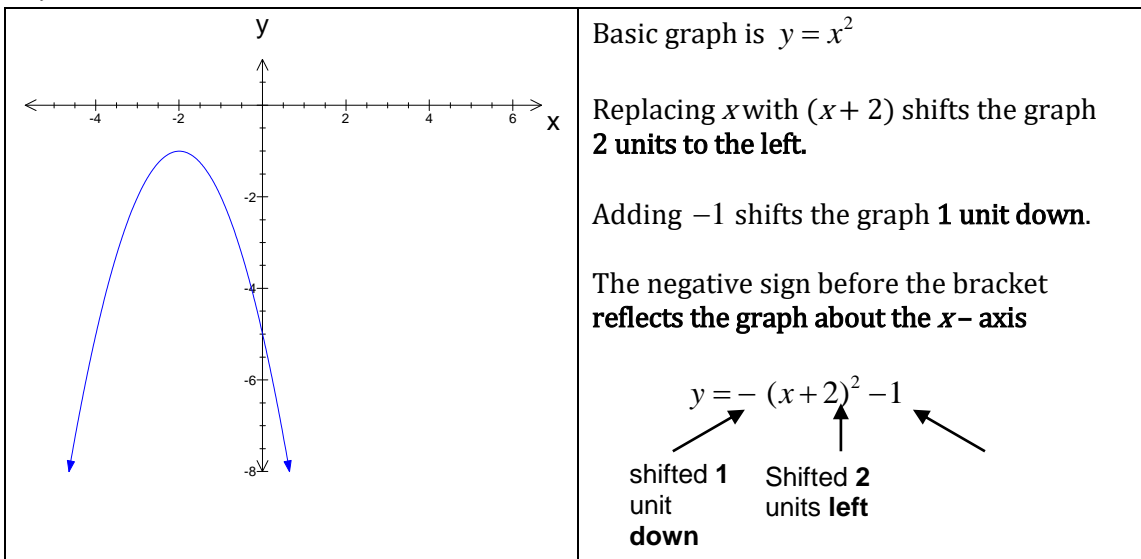 y
x
-4
-2
2
4
6
-2
-4
-6
-8
Basic graph is y = x²
Replacing x with (x + 2) shifts the graph
2 units to the left.
Adding −1 shifts the graph 1 unit down.
The negative sign before the bracket
reflects the graph about the x – axis
y = − (x + 2)² − 1
shifted 1
unit
down
Shifted 2
units left